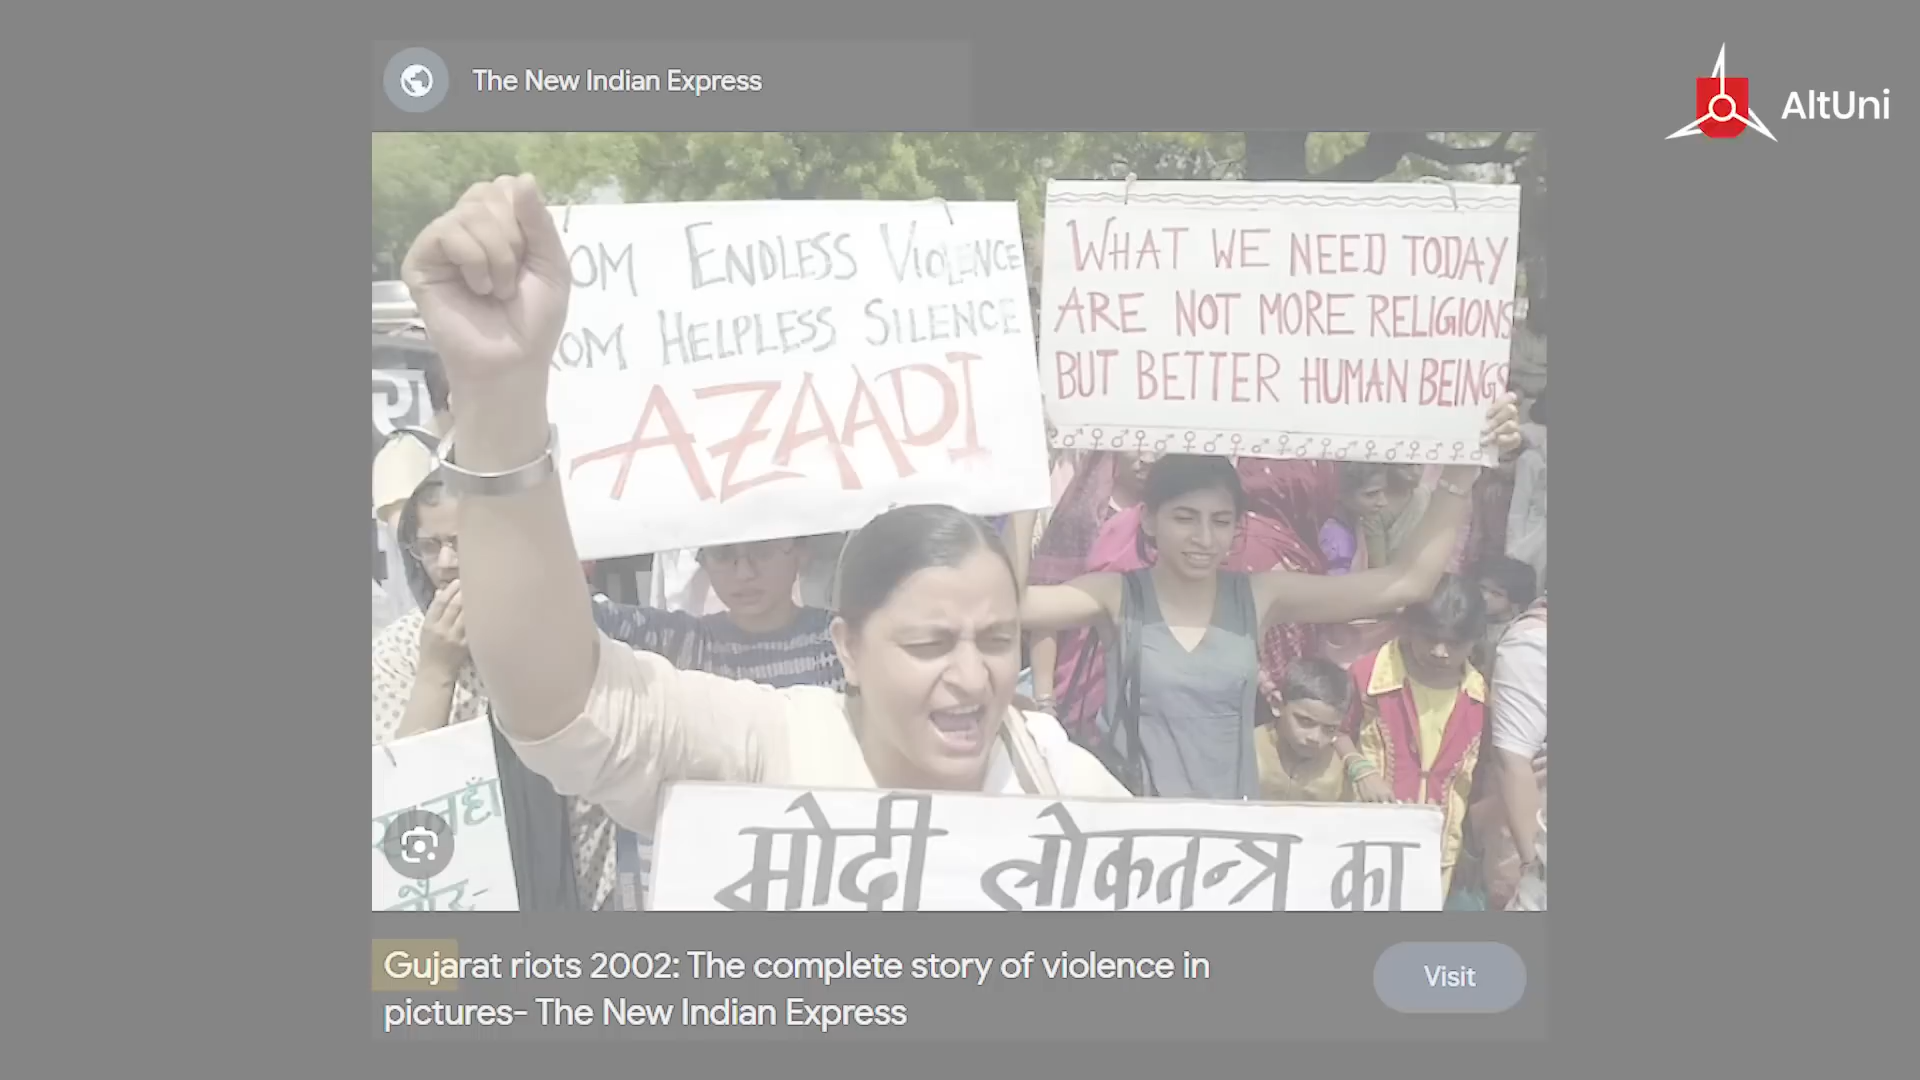 The New Indian Express
AltUni
OM ENDLESS VIOLENCE
OM HELPLESS SILENCE
AZAADI
WHAT WE NEED TODAY
ARE NOT MORE RELIGIONS
BUT BETTER HUMAN BEINGS
मोदी लोकतन्त्र का
और-
Gujarat riots 2002: The complete story of violence in
pictures- The New Indian Express
Visit